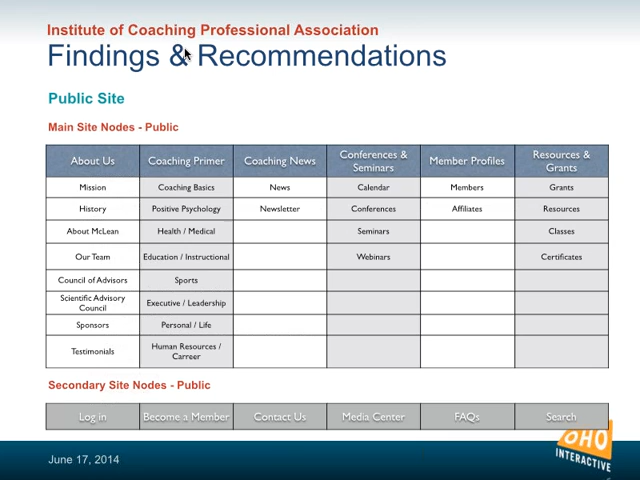 Institute of Coaching Professional Association
Findings & Recommendations
Public Site
Main Site Nodes - Public
About Us Coaching Primer Coaching News Conferences & Seminars Member Profiles Resources & Grants
Mission Coaching Basics News Calendar Members Grants
History Positive Psychology Newsletter Conferences Affiliates Resources
About McLean Health / Medical Seminars Classes
Our Team Education / Instructional Webinars Certificates
Council of Advisors Sports
Scientific Advisory Council Executive / Leadership
Sponsors Personal / Life
Testimonials Human Resources / Carreer
Secondary Site Nodes - Public
Log in Become a Member Contact Us Media Center FAQs Search
June 17, 2014
OHO
INTERACTIVE